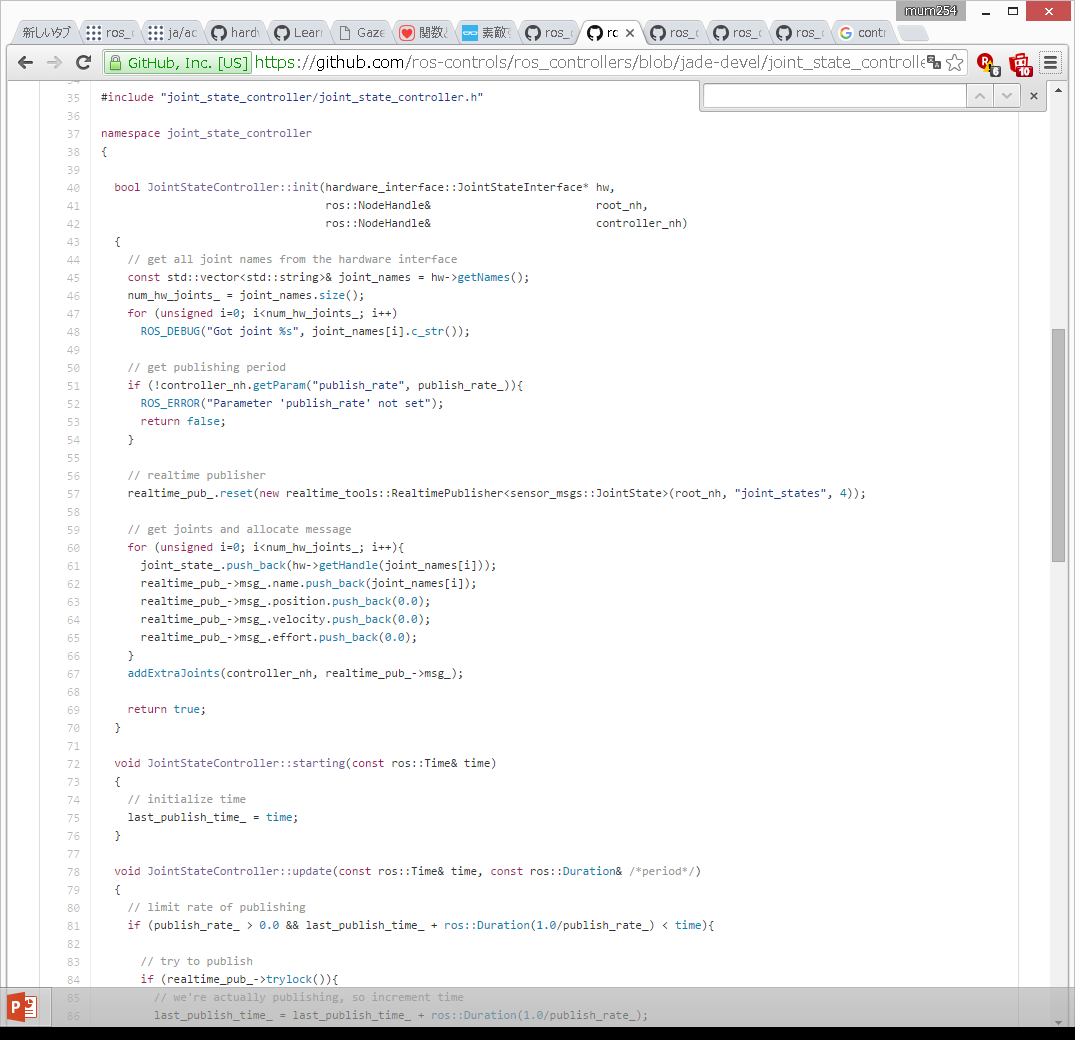 mum254
新しいタブ
ros_
ja/ac
hard
Lear
Gaze
関数
素敵
ros_
rc
ros_
ros_
ros_
contr
GitHub, Inc. [US] https://github.com/ros-controls/ros_controllers/blob/jade-devel/joint_state_controlle
6
10
35 #include "joint_state_controller/joint_state_controller.h"
36
37 namespace joint_state_controller
38 {
39
40 bool JointStateController::init(hardware_interface::JointStateInterface* hw,
41 ros::NodeHandle& root_nh,
42 ros::NodeHandle& controller_nh)
43 {
44 // get all joint names from the hardware interface
45 const std::vector<std::string>& joint_names = hw->getNames();
46 num_hw_joints_ = joint_names.size();
47 for (unsigned i=0; i<num_hw_joints_; i++)
48 ROS_DEBUG("Got joint %s", joint_names[i].c_str());
49
50 // get publishing period
51 if (!controller_nh.getParam("publish_rate", publish_rate_)){
52 ROS_ERROR("Parameter 'publish_rate' not set");
53 return false;
54 }
55
56 // realtime publisher
57 realtime_pub_.reset(new realtime_tools::RealtimePublisher<sensor_msgs::JointState>(root_nh, "joint_states", 4));
58
59 // get joints and allocate message
60 for (unsigned i=0; i<num_hw_joints_; i++){
61 joint_state_.push_back(hw->getHandle(joint_names[i]));
62 realtime_pub_->msg_.name.push_back(joint_names[i]);
63 realtime_pub_->msg_.position.push_back(0.0);
64 realtime_pub_->msg_.velocity.push_back(0.0);
65 realtime_pub_->msg_.effort.push_back(0.0);
66 }
67 addExtraJoints(controller_nh, realtime_pub_->msg_);
68
69 return true;
70 }
71
72 void JointStateController::starting(const ros::Time& time)
73 {
74 // initialize time
75 last_publish_time_ = time;
76 }
77
78 void JointStateController::update(const ros::Time& time, const ros::Duration& /*period*/)
79 {
80 // limit rate of publishing
81 if (publish_rate_ > 0.0 && last_publish_time_ + ros::Duration(1.0/publish_rate_) < time){
82
83 // try to publish
84 if (realtime_pub_->trylock()){
85 // we're actually publishing, so increment time
86 last_publish_time_ = last_publish_time_ + ros::Duration(1.0/publish_rate_);